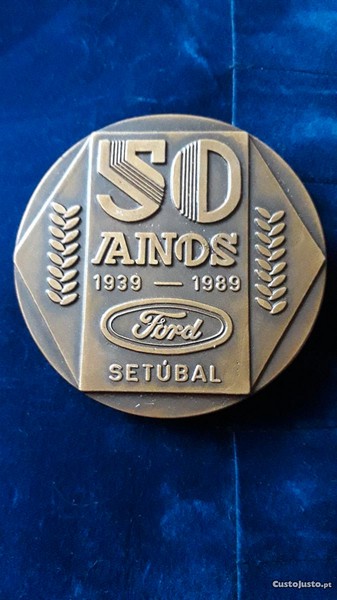 50
ANOS
1939 — 1989
Ford
SETÚBAL
CustoJusto.pt